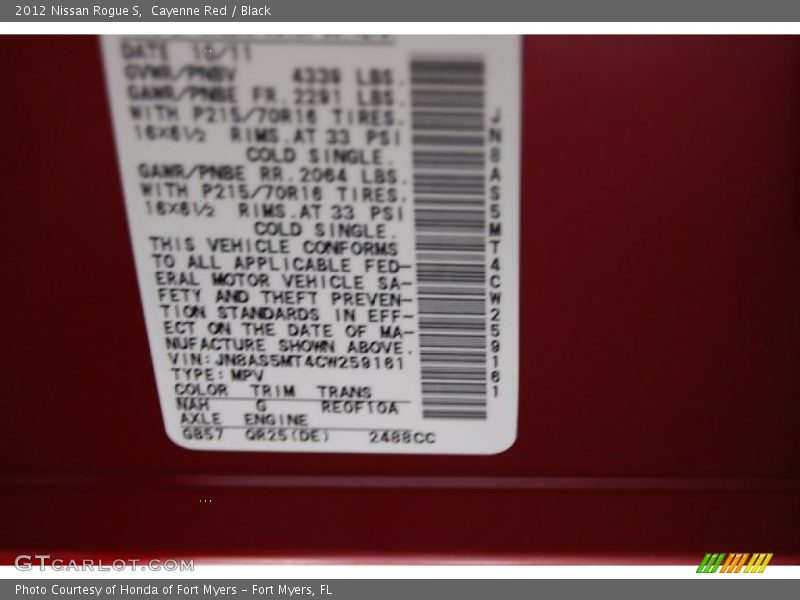 2012 Nissan Rogue S,  Cayenne Red / Black
DATE 10/11
GVWR/PNBV 4339 LBS.
GAWR/PNBE FR.2291 LBS.
WITH P215/70R16 TIRES.
16X6½ RIMS.AT 33 PSI
COLD SINGLE.
GAWR/PNBE RR.2064 LBS.
WITH P215/70R16 TIRES.
16X6½ RIMS.AT 33 PSI
COLD SINGLE.
THIS VEHICLE CONFORMS
TO ALL APPLICABLE FED-
ERAL MOTOR VEHICLE SA-
FETY AND THEFT PREVEN-
TION STANDARDS IN EFF-
ECT ON THE DATE OF MA-
NUFACTURE SHOWN ABOVE.
VIN:JN8AS5MT4CW259161
TYPE: MPV
COLOR TRIM TRANS
NAH G RE0F10A
AXLE ENGINE
GB57 QR25(DE) 2488CC
JN8AS5MT4CW259161
GTCARLOT.COM
Photo Courtesy of Honda of Fort Myers – Fort Myers, FL